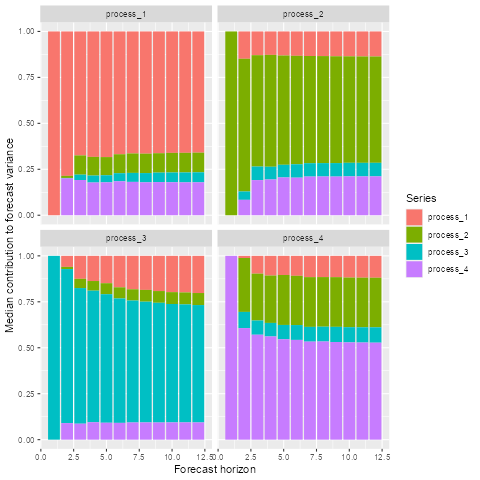 process_1
process_2
1.00
0.75
0.50
0.25
0.00
process_3
process_4
1.00
0.75
0.50
0.25
0.00
0.0
2.5
5.0
7.5
10.0
12.5
0.0
2.5
5.0
7.5
10.0
12.5
Forecast horizon
Median contribution to forecast variance
Series
process_1
process_2
process_3
process_4